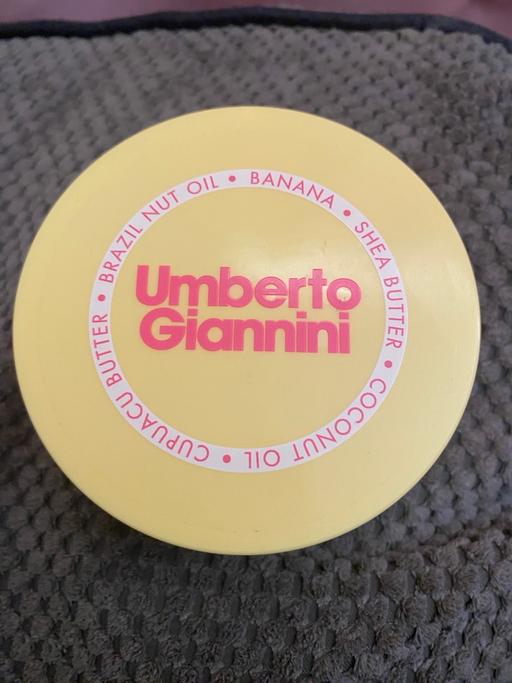 Umberto
Giannini
BRAZIL NUT OIL • BANANA • SHEA BUTTER • COCONUT OIL • CUPUACU BUTTER •